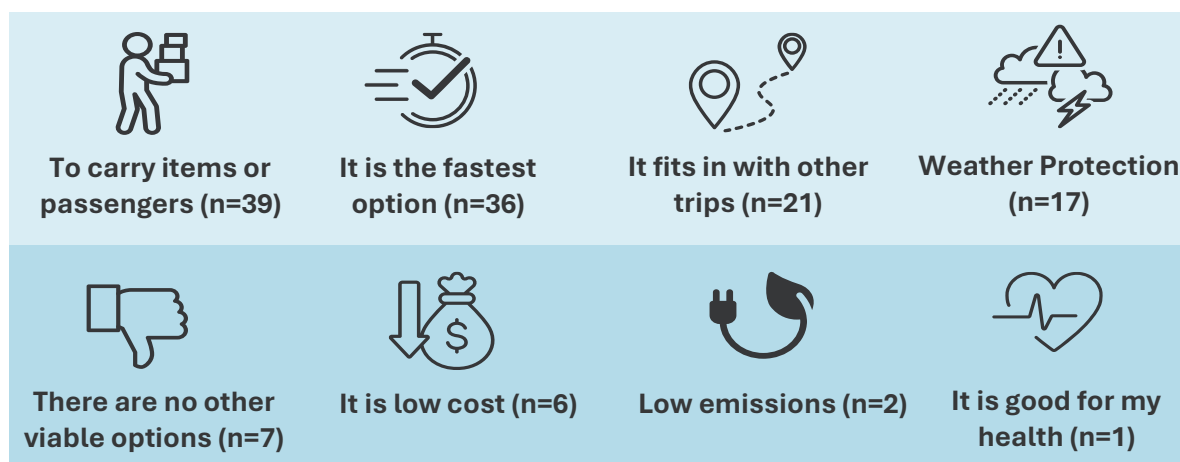 To carry items or
passengers (n=39)
It is the fastest
option (n=36)
It fits in with other
trips (n=21)
Weather Protection
(n=17)
There are no other
viable options (n=7)
$
It is low cost (n=6)
Low emissions (n=2)
It is good for my
health (n=1)